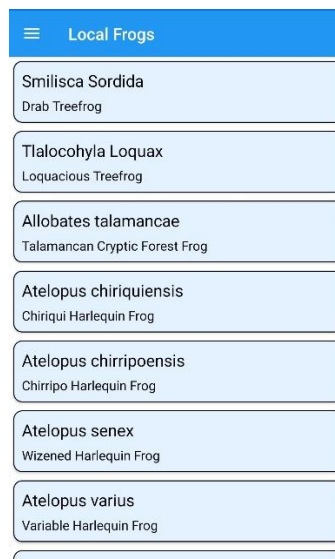 Local Frogs
Smilisca Sordida
Drab Treefrog
Tlalocohyla Loquax
Loquacious Treefrog
Allobates talamancae
Talamancan Cryptic Forest Frog
Atelopus chiriquiensis
Chiriqui Harlequin Frog
Atelopus chirripoensis
Chirripo Harlequin Frog
Atelopus senex
Wizened Harlequin Frog
Atelopus varius
Variable Harlequin Frog